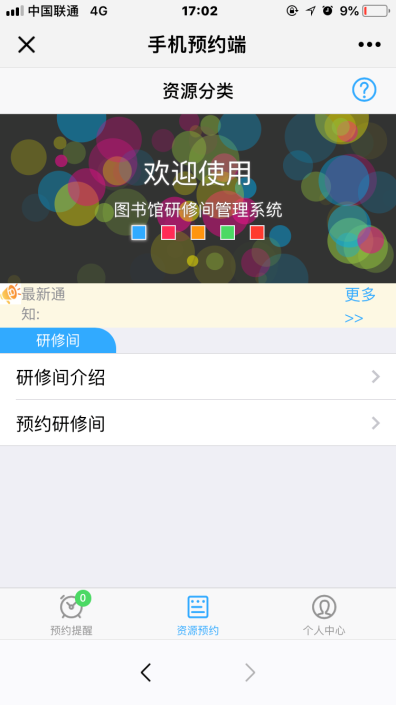 中国联通 4G 17:02 9%
手机预约端
资源分类
欢迎使用
图书馆研修间管理系统
最新通
知:
更多
>>
研修间
研修间介绍
预约研修间
0
预约提醒 资源预约 个人中心